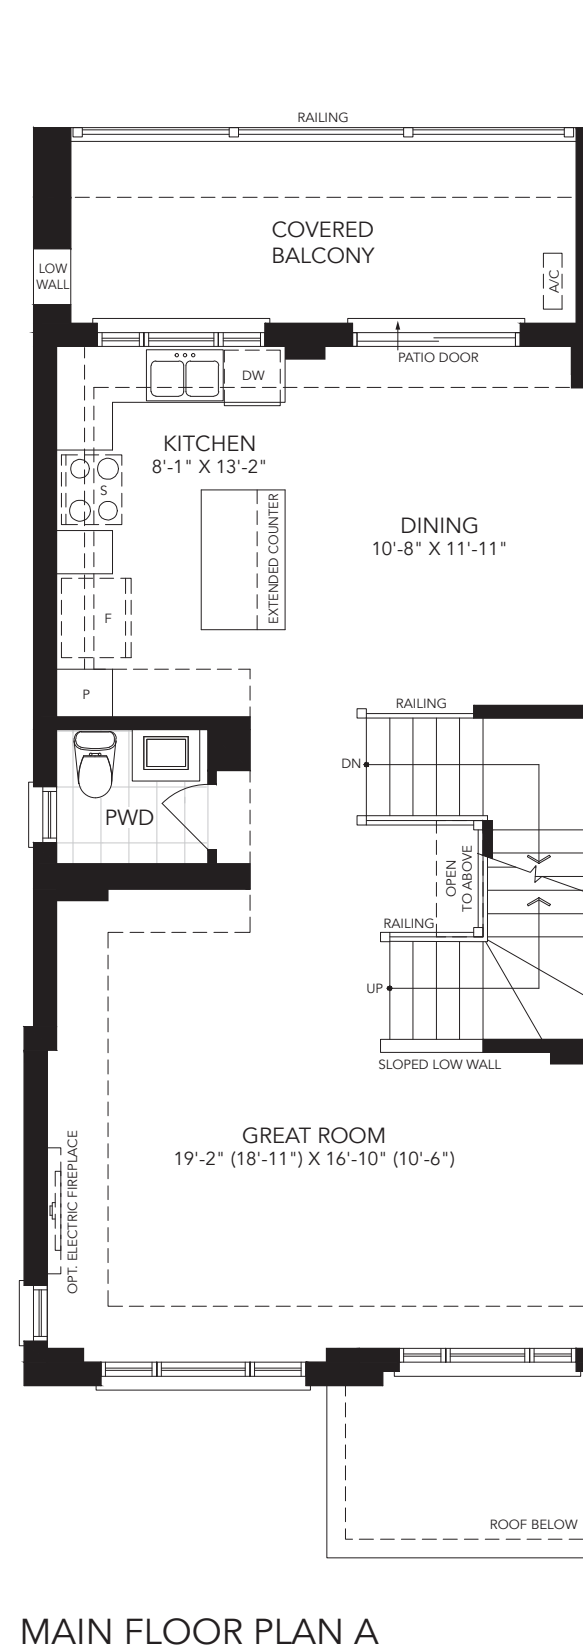 RAILING
COVERED
BALCONY
LOW
WALL
A/C
PATIO DOOR
DW
KITCHEN
8'-1" X 13'-2"
S
EXTENDED COUNTER
DINING
10'-8" X 11'-11"
F
P
RAILING
DN
PWD
OPEN
TO ABOVE
RAILING
UP
SLOPED LOW WALL
GREAT ROOM
19'-2" (18'-11") X 16'-10" (10'-6")
OPT. ELECTRIC FIREPLACE
ROOF BELOW
MAIN FLOOR PLAN A